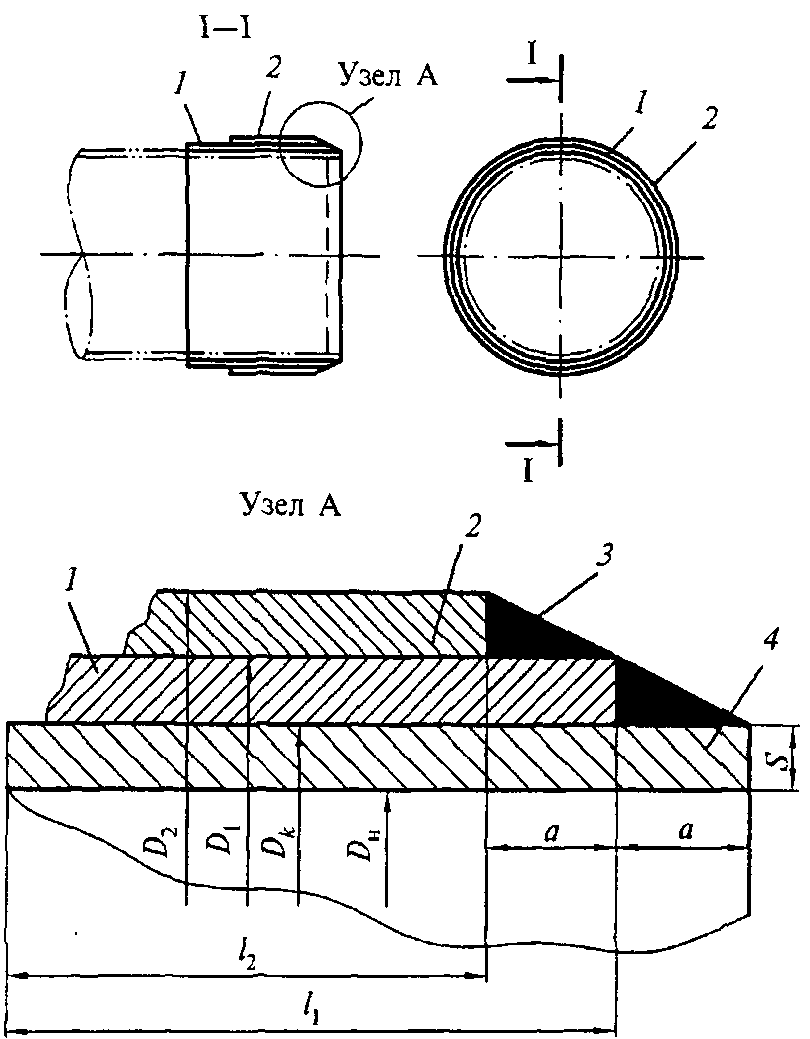 I–I
1 2 Узел А
I
1
2
I
Узел А
1
2
3
4
S
D₂ D₁ Dₖ Dн
a a
l₂
l₁